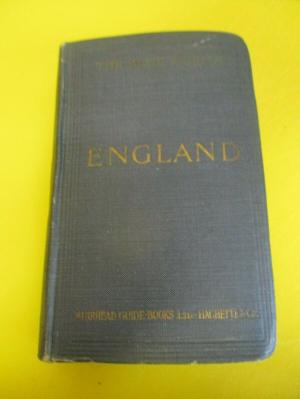 THE BLUE GUIDES
ENGLAND
MUIRHEAD GUIDE-BOOKS LTD - HACHETTE & Cie